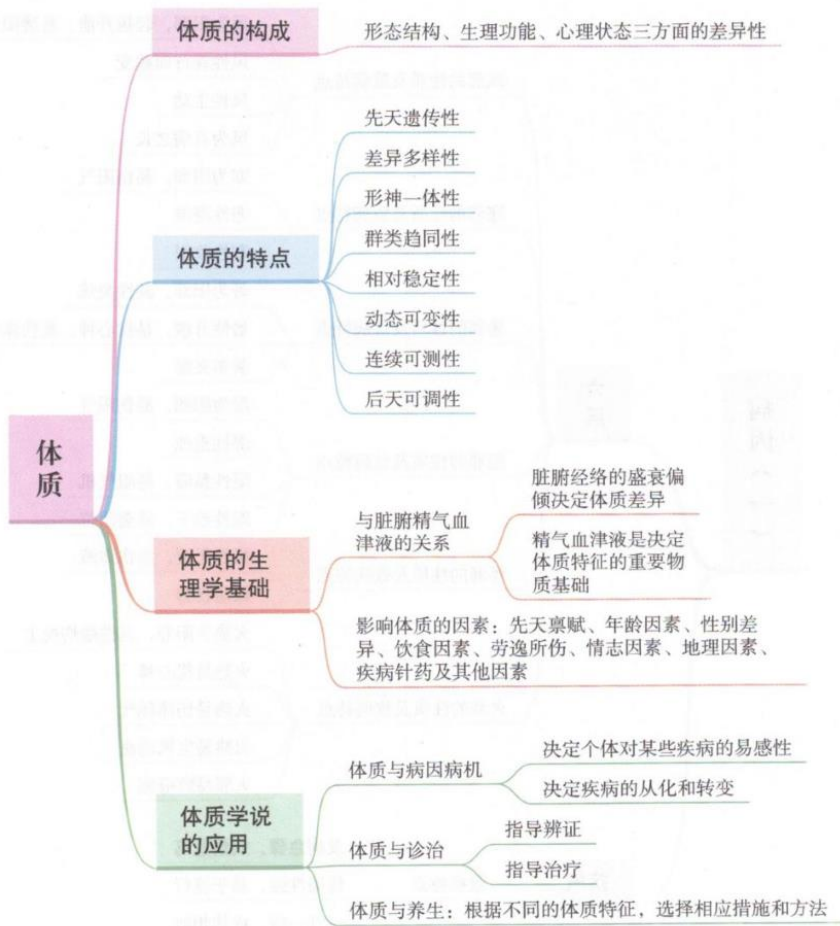 体质的构成
形态结构、生理功能、心理状态三方面的差异性
先天遗传性
差异多样性
形神一体性
群类趋同性
体质的特点
相对稳定性
动态可变性
连续可测性
后天可调性
体
质
体质的生
理学基础
与脏腑精气血
津液的关系
脏腑经络的盛衰偏
倾决定体质差异
精气血津液是决定
体质特征的重要物
质基础
影响体质的因素：先天禀赋、年龄因素、性别差
异、饮食因素、劳逸所伤、情志因素、地理因素、
疾病针药及其他因素
体质学说
的应用
体质与病因病机
决定个体对某些疾病的易感性
决定疾病的从化和转变
体质与诊治
指导辨证
指导治疗
体质与养生：根据不同的体质特征，选择相应措施和方法